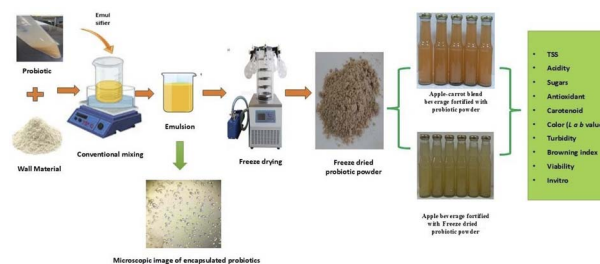 Emul
sifier
Probiotic
Wall Material
Conventional mixing
Emulsion
Microscopic image of encapsulated probiotics
Freeze drying
Freeze dried
probiotic powder
Apple-carrot blend
beverage fortified with
probiotic powder
Apple beverage fortified
with Freeze dried
probiotic powder
• TSS
• Acidity
• Sugars
• Antioxidant
• Carotenoid
• Color (L a b value
• Turbidity
• Browning index
• Viability
• Invitro